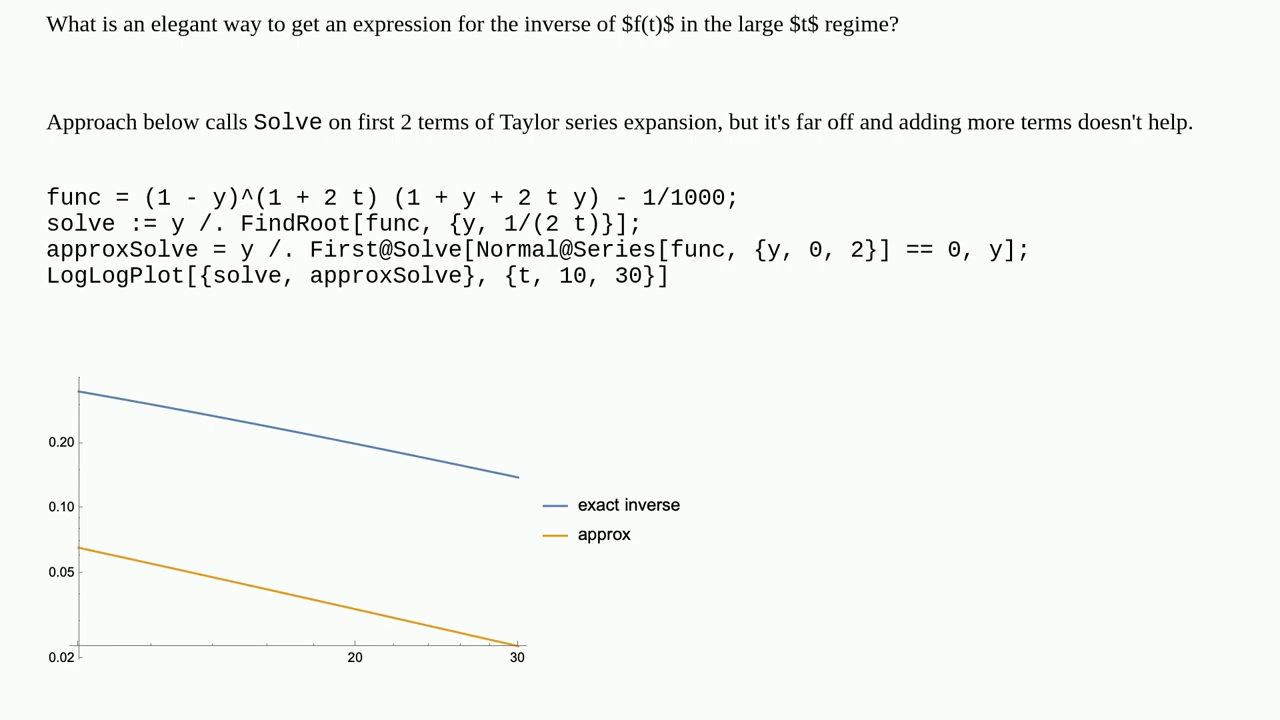 What is an elegant way to get an expression for the inverse of $f(t)$ in the large $t$ regime?
Approach below calls Solve on first 2 terms of Taylor series expansion, but it's far off and adding more terms doesn't help.
func = (1 - y)^(1 + 2 t) (1 + y + 2 t y) - 1/1000;
solve := y /. FindRoot[func, {y, 1/(2 t)}];
approxSolve = y /. First@Solve[Normal@Series[func, {y, 0, 2}] == 0, y];
LogLogPlot[{solve, approxSolve}, {t, 10, 30}]
0.20
0.10
exact inverse
approx
0.05
0.02
20
30